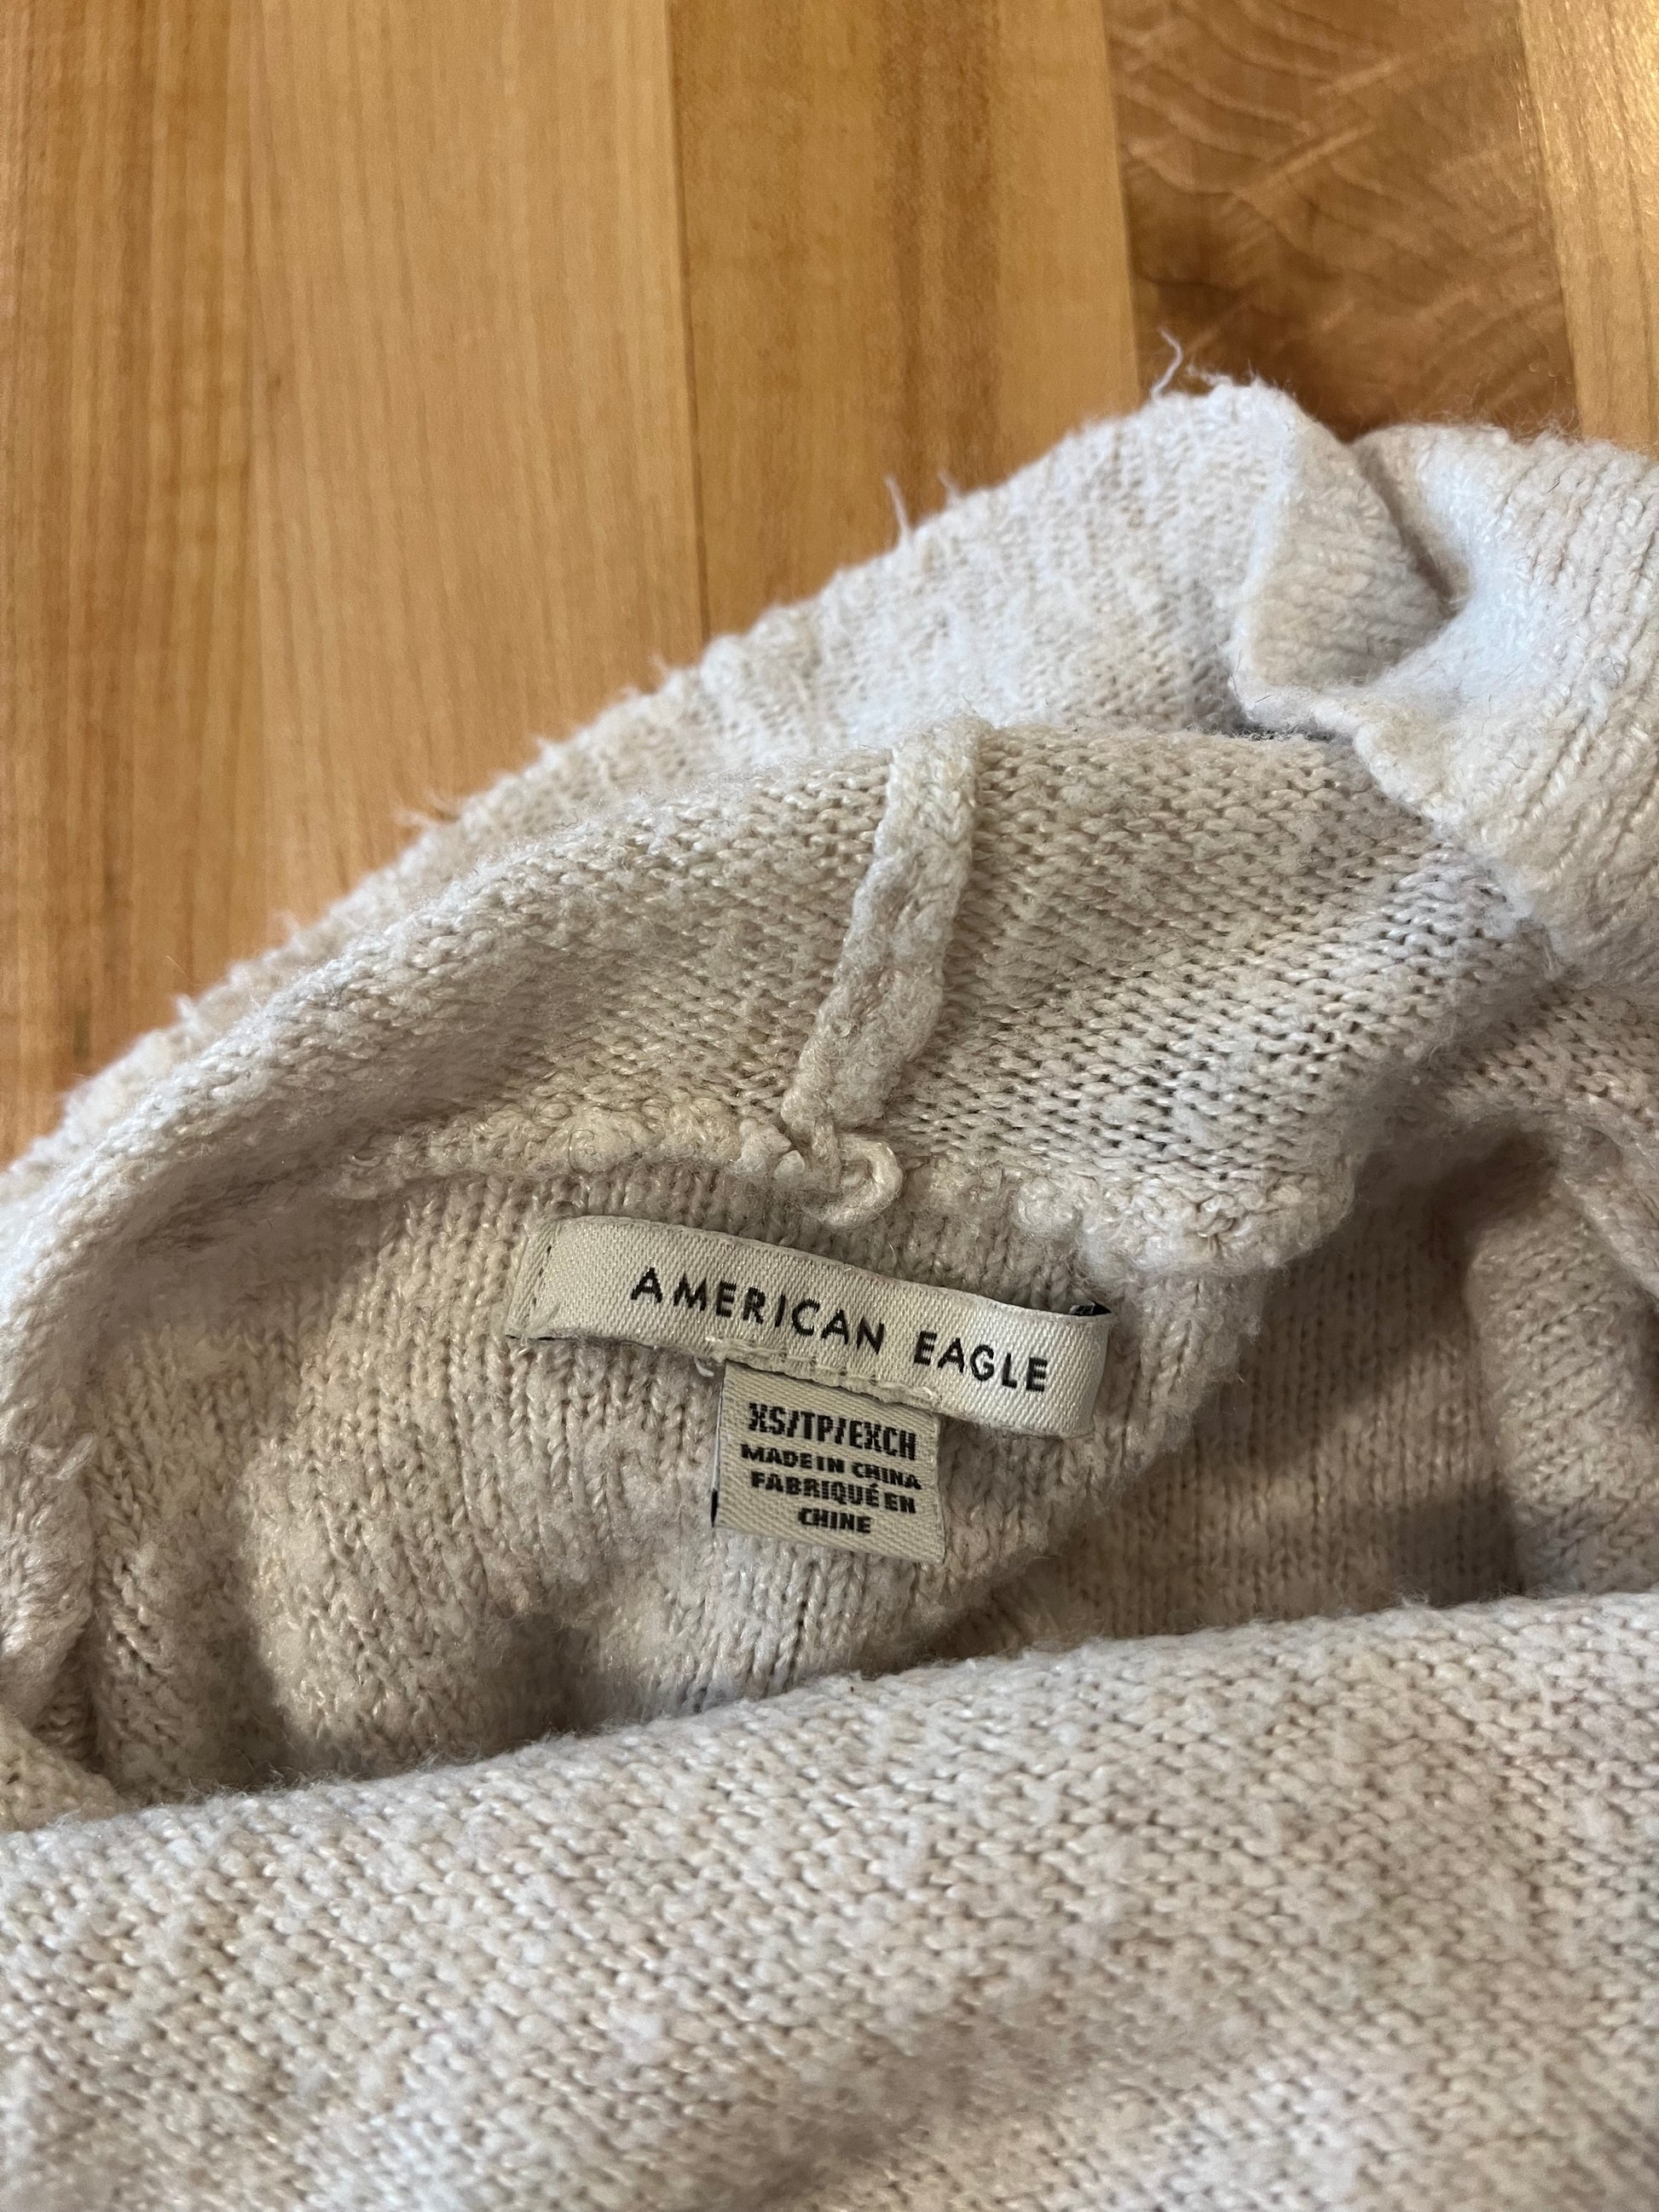 AMERICAN EAGLE
XS/TP/EXCH
MADE IN CHINA
FABRIQUÉ EN
CHINE